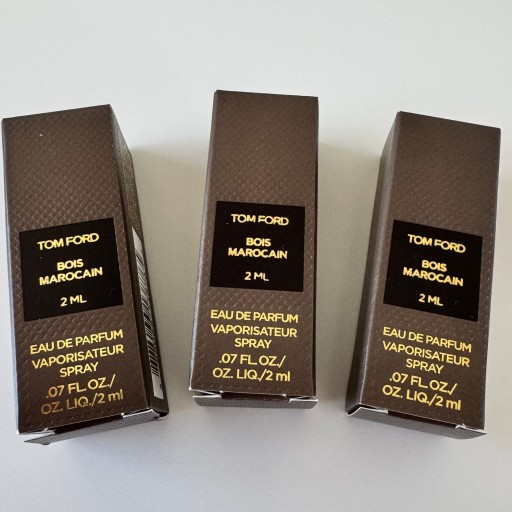 TOM FORD
BOIS
MAROCAIN
2 ML
EAU DE PARFUM
VAPORISATEUR
SPRAY
.07 FL OZ./
OZ. LIQ./2 ml
TOM FORD
BOIS
MAROCAIN
2 ML
EAU DE PARFUM
VAPORISATEUR
SPRAY
.07 FL OZ./
OZ. LIQ./2 ml
TOM FORD
BOIS
MAROCAIN
2 ML
EAU DE PARFUM
VAPORISATEUR
SPRAY
.07 FL OZ./
OZ. LIQ./2 ml